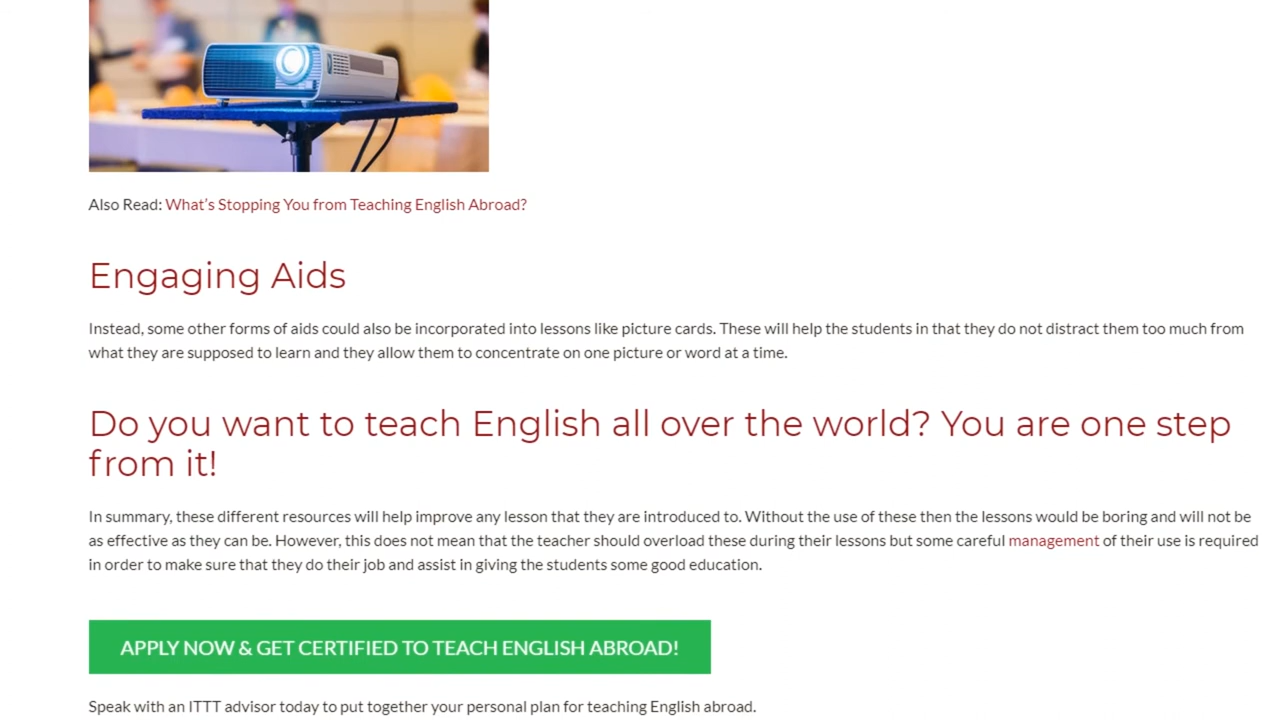 Also Read: What's Stopping You from Teaching English Abroad?
Engaging Aids
Instead, some other forms of aids could also be incorporated into lessons like picture cards. These will help the students in that they do not distract them too much from
what they are supposed to learn and they allow them to concentrate on one picture or word at a time.
Do you want to teach English all over the world? You are one step
from it!
In summary, these different resources will help improve any lesson that they are introduced to. Without the use of these then the lessons would be boring and will not be
as effective as they can be. However, this does not mean that the teacher should overload these during their lessons but some careful management of their use is required
in order to make sure that they do their job and assist in giving the students some good education.
APPLY NOW & GET CERTIFIED TO TEACH ENGLISH ABROAD!
Speak with an ITTT advisor today to put together your personal plan for teaching English abroad.